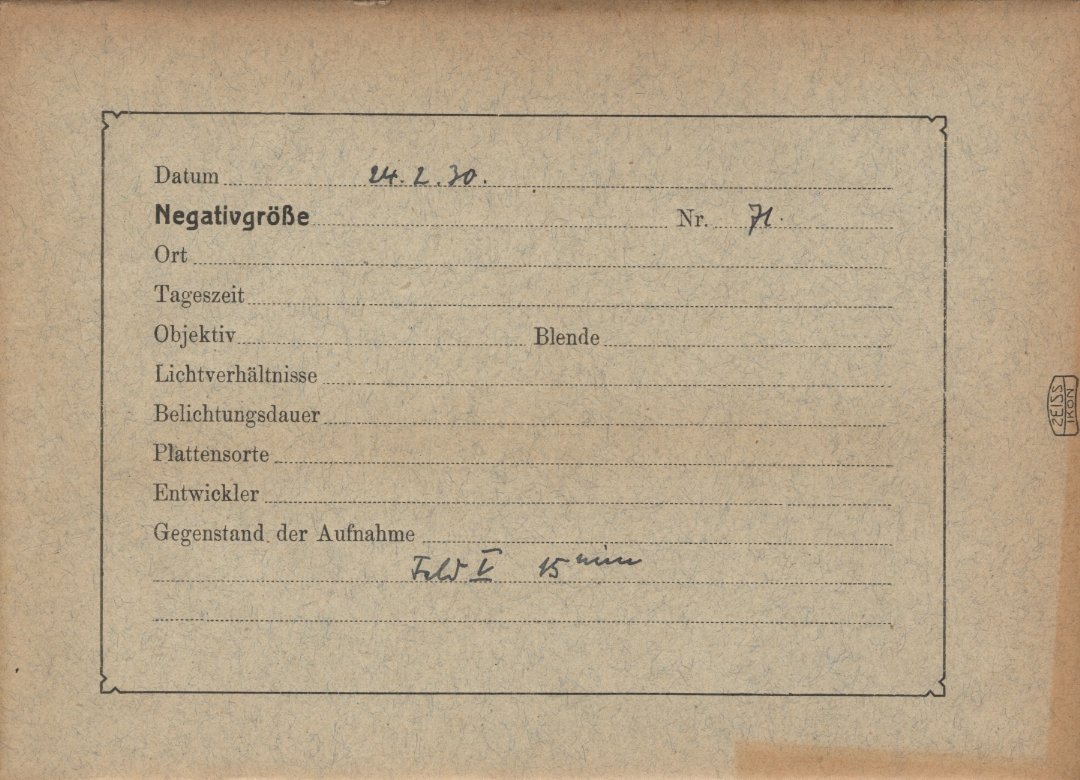 Datum 24.2.30.
Negativgröße Nr. 71.
Ort
Tageszeit
Objektiv Blende
Lichtverhältnisse
Belichtungsdauer
Plattensorte
Entwickler
Gegenstand der Aufnahme
Feld V 15 min
ZEISS
IKON